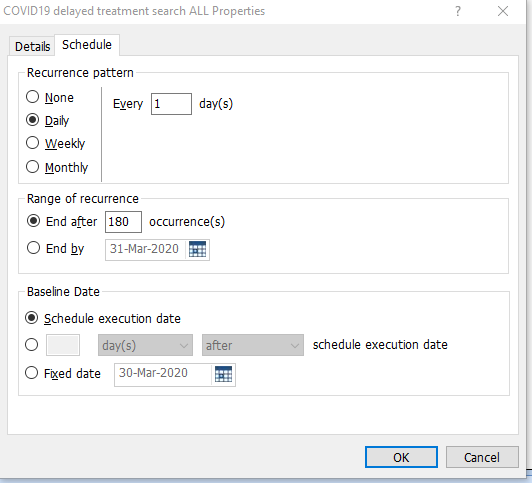 COVID19 delayed treatment search ALL Properties ?
Details Schedule
Recurrence pattern
None Every 1 day(s)
Daily
Weekly
Monthly
Range of recurrence
End after 180 occurrence(s)
End by 31-Mar-2020
Baseline Date
Schedule execution date
day(s) after schedule execution date
Fixed date 30-Mar-2020
OK Cancel